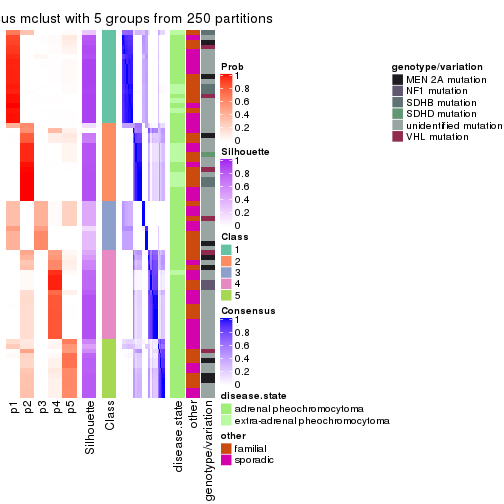 us mclust with 5 groups from 250 partitions
p1
p2
p3
p4
p5
Silhouette
Class
disease.state
other
genotype/variation
Prob
1
0.8
0.6
0.4
0.2
0
Silhouette
1
0.8
0.6
0.4
0.2
0
Class
1
2
3
4
5
Consensus
1
0.8
0.6
0.4
0.2
0
disease.state
adrenal pheochromocytoma
extra-adrenal pheochromocytoma
other
familial
sporadic
genotype/variation
MEN 2A mutation
NF1 mutation
SDHB mutation
SDHD mutation
unidentified mutation
VHL mutation